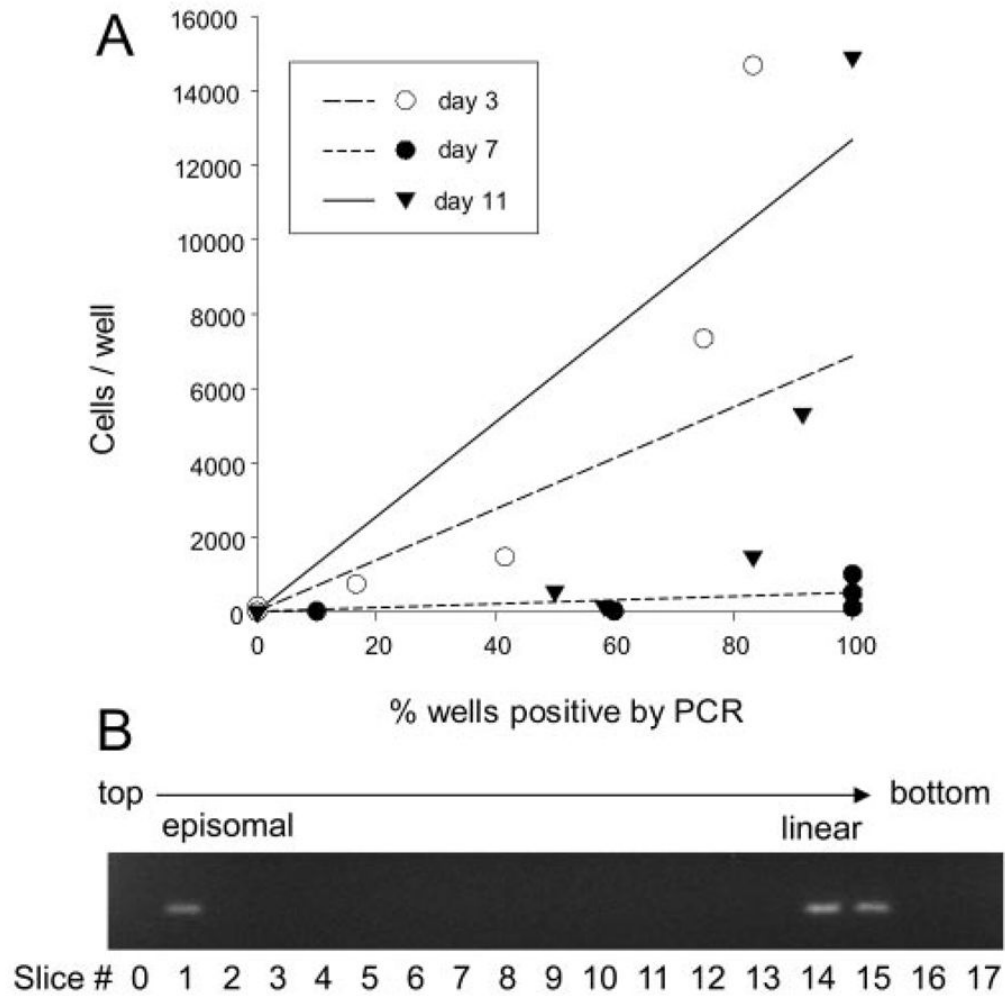 A
16000
14000
12000
10000
8000
6000
4000
2000
0
Cells / well
day 3
day 7
day 11
0 20 40 60 80 100
% wells positive by PCR
B
top bottom
episomal linear
Slice # 0 1 2 3 4 5 6 7 8 9 10 11 12 13 14 15 16 17